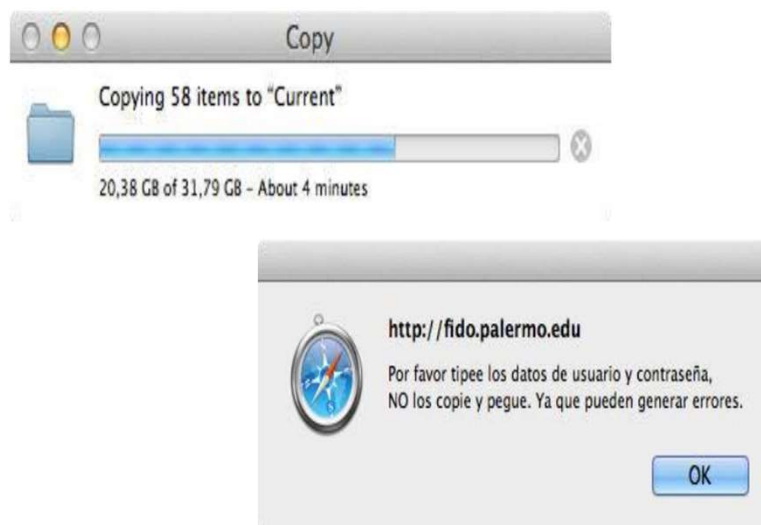 Copy
Copying 58 items to “Current”
20,38 GB of 31,79 GB – About 4 minutes
http://fido.palermo.edu
Por favor tipee los datos de usuario y contraseña,
NO los copie y pegue. Ya que pueden generar errores.
OK